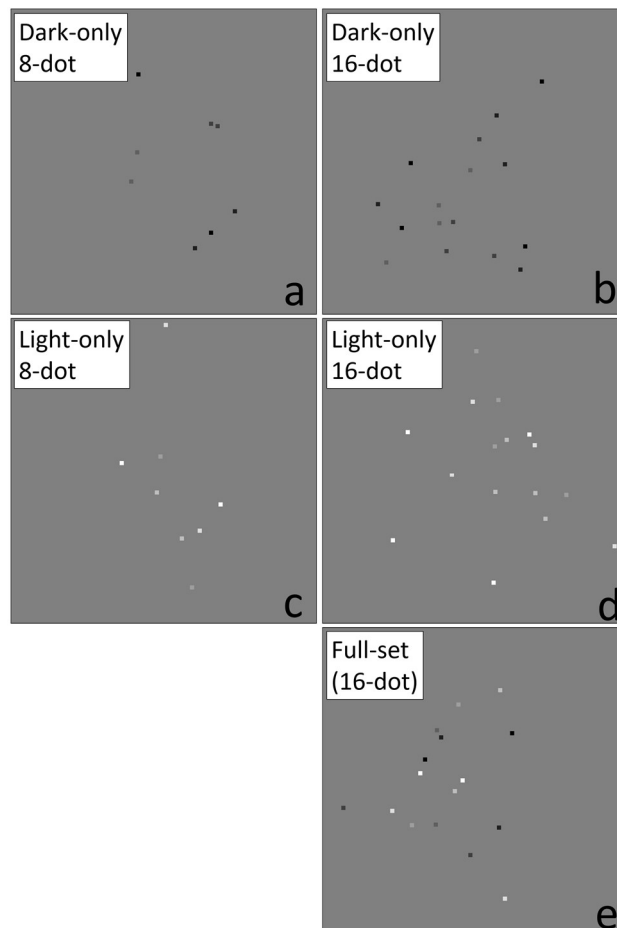 Dark-only
8-dot
a
Dark-only
16-dot
b
Light-only
8-dot
c
Light-only
16-dot
d
Full-set
(16-dot)
e